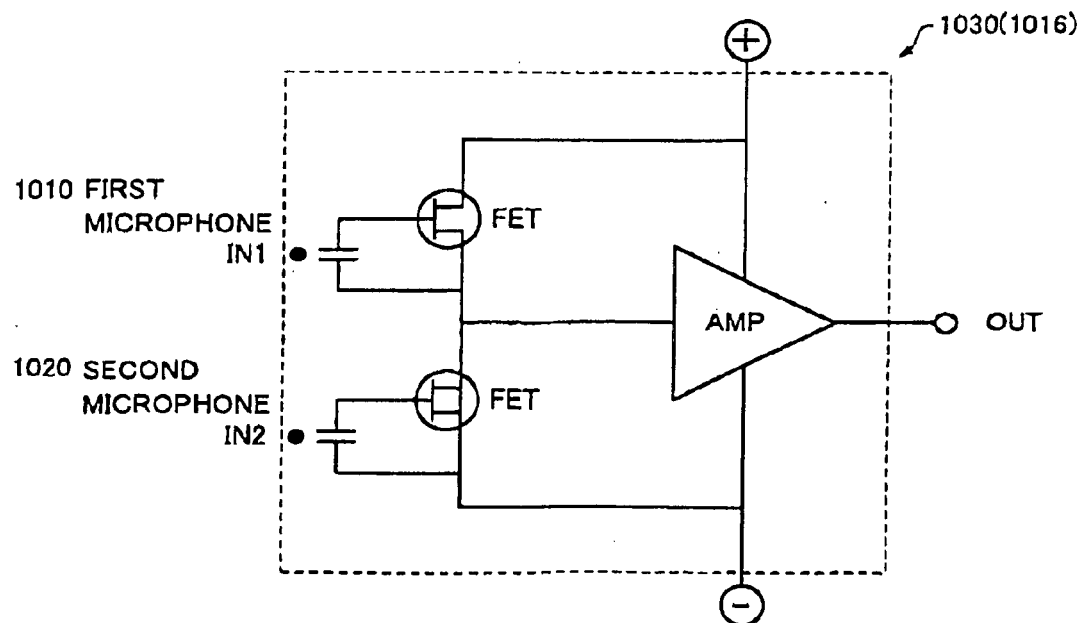 1030(1016)
+
1010 FIRST
MICROPHONE
IN1
FET
AMP
OUT
1020 SECOND
MICROPHONE
IN2
FET
−